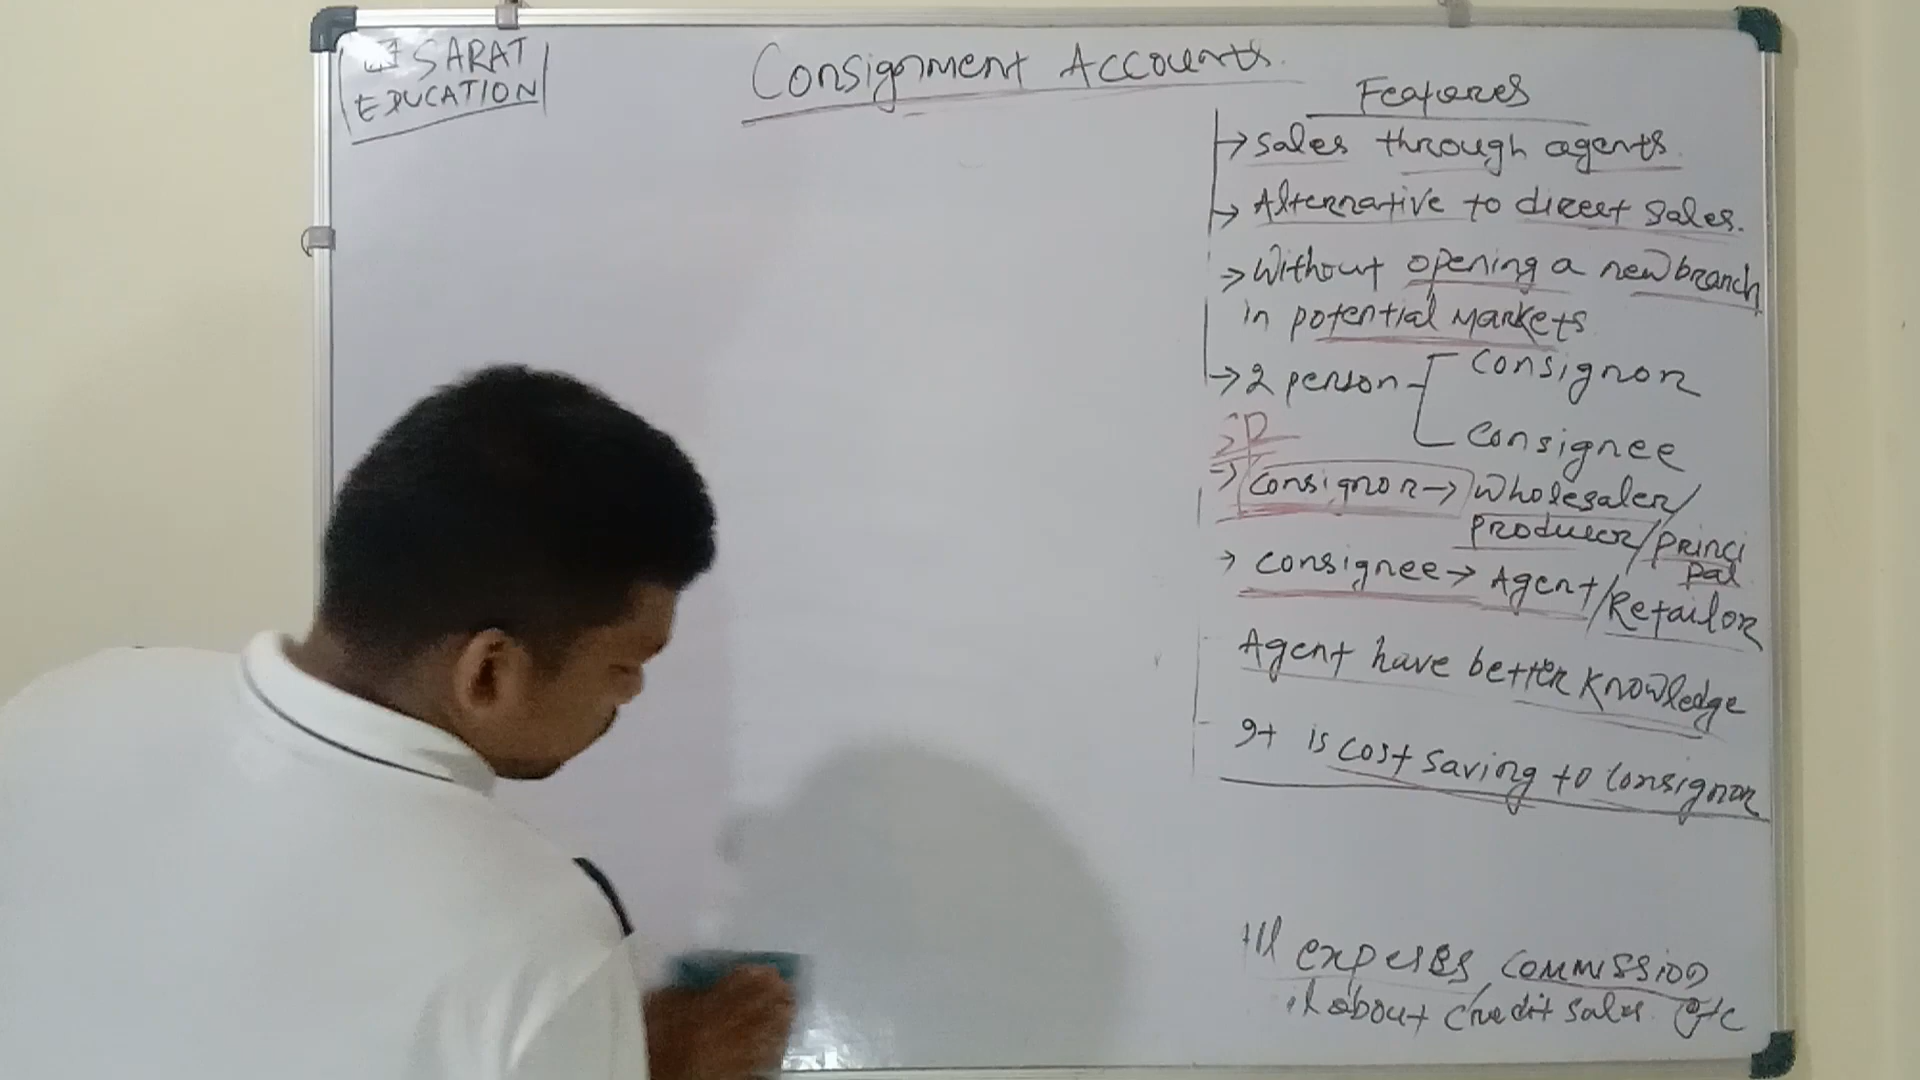 SARAT
EDUCATION
Consignment Accounts.
Features
→ Sales through agents.
→ Alternative to direct sales.
→ Without opening a new branch
in potential Markets
→ 2 person
Consignor
Consignee
→ Consignor → Wholesaler/
Producer/Princi
pal
→ Consignee → Agent/Retailor
Agent have better knowledge
It is cost saving to Consignor
commission
about credit sales etc